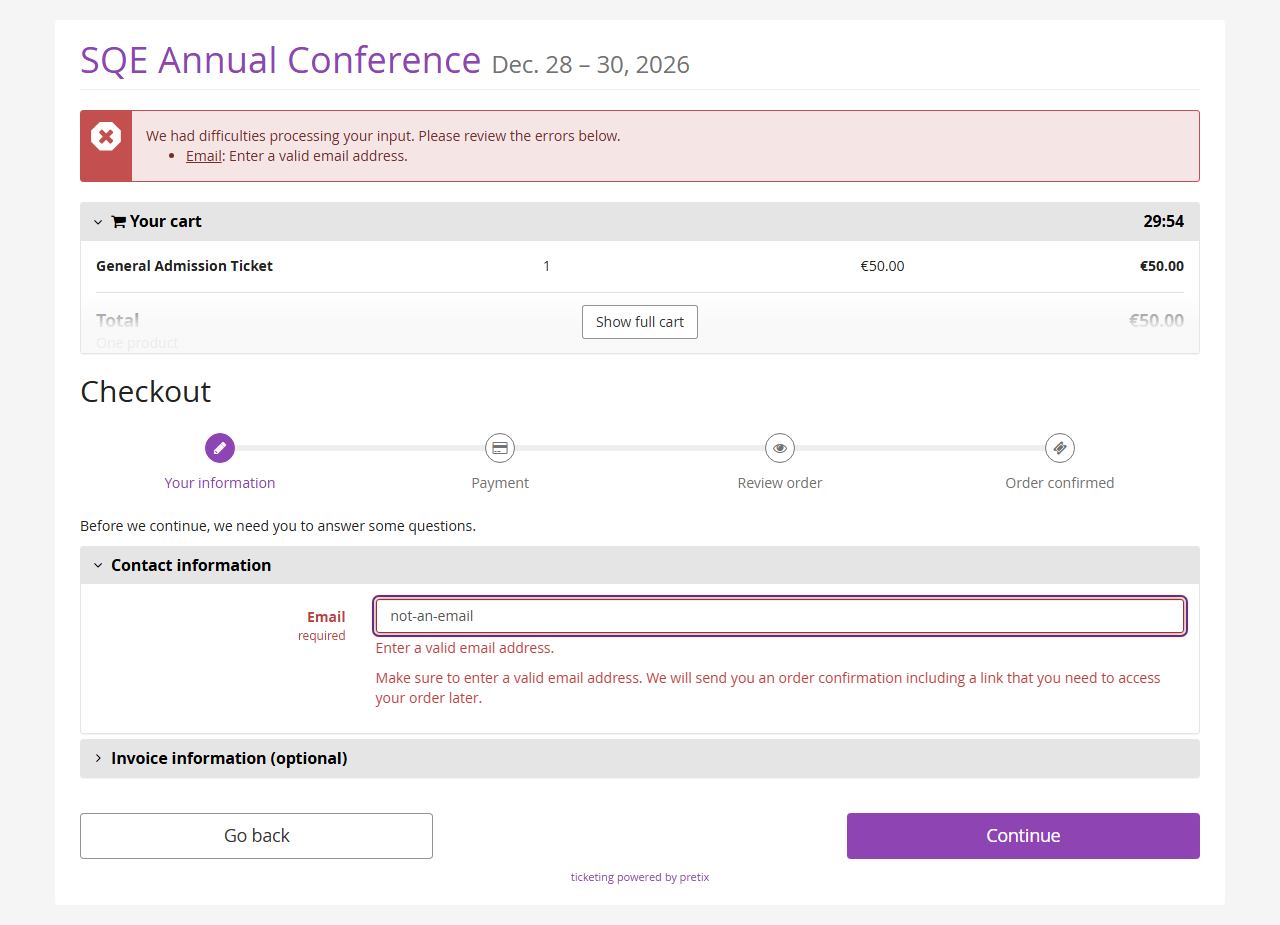 SQE Annual Conference Dec. 28 – 30, 2026
We had difficulties processing your input. Please review the errors below.
• Email: Enter a valid email address.
Your cart 29:54
General Admission Ticket 1 €50.00 €50.00
Total Show full cart €50.00
One product
Checkout
Your information Payment Review order Order confirmed
Before we continue, we need you to answer some questions.
Contact information
Email not-an-email
required
Enter a valid email address.
Make sure to enter a valid email address. We will send you an order confirmation including a link that you need to access
your order later.
Invoice information (optional)
Go back Continue
ticketing powered by pretix